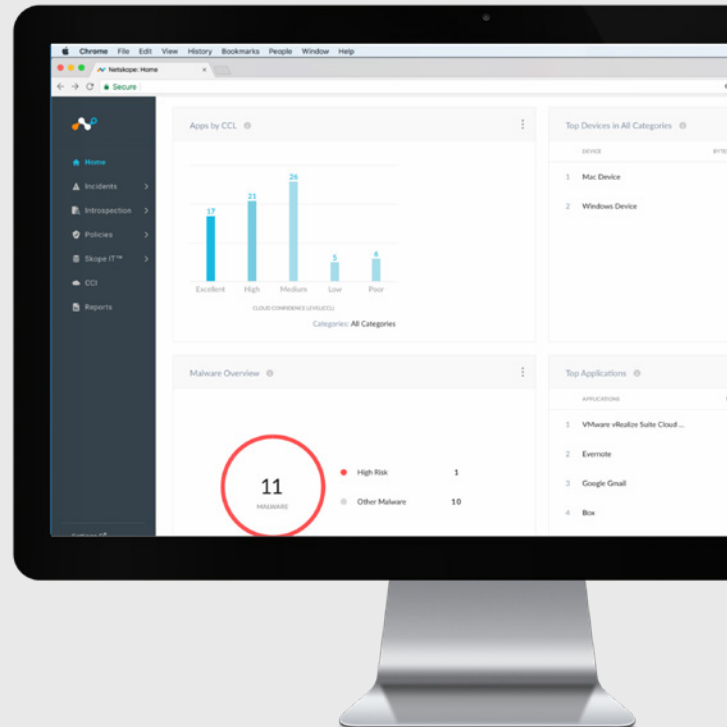 Chrome File Edit View History Bookmarks People Window Help
Netskope: Home ×
Secure
Home
Incidents
Introspection
Policies
Skope IT™
CCI
Reports
Apps by CCL
17 21 26 5 6
Excellent High Medium Low Poor
CLOUD CONFIDENCE LEVEL(CCL)
Categories: All Categories
Top Devices in All Categories
DEVICE
1 Mac Device
2 Windows Device
Malware Overview
11
MALWARE
High Risk 1
Other Malware 10
Top Applications
APPLICATIONS
1 VMware vRealize Suite Cloud ...
2 Evernote
3 Google Gmail
4 Box